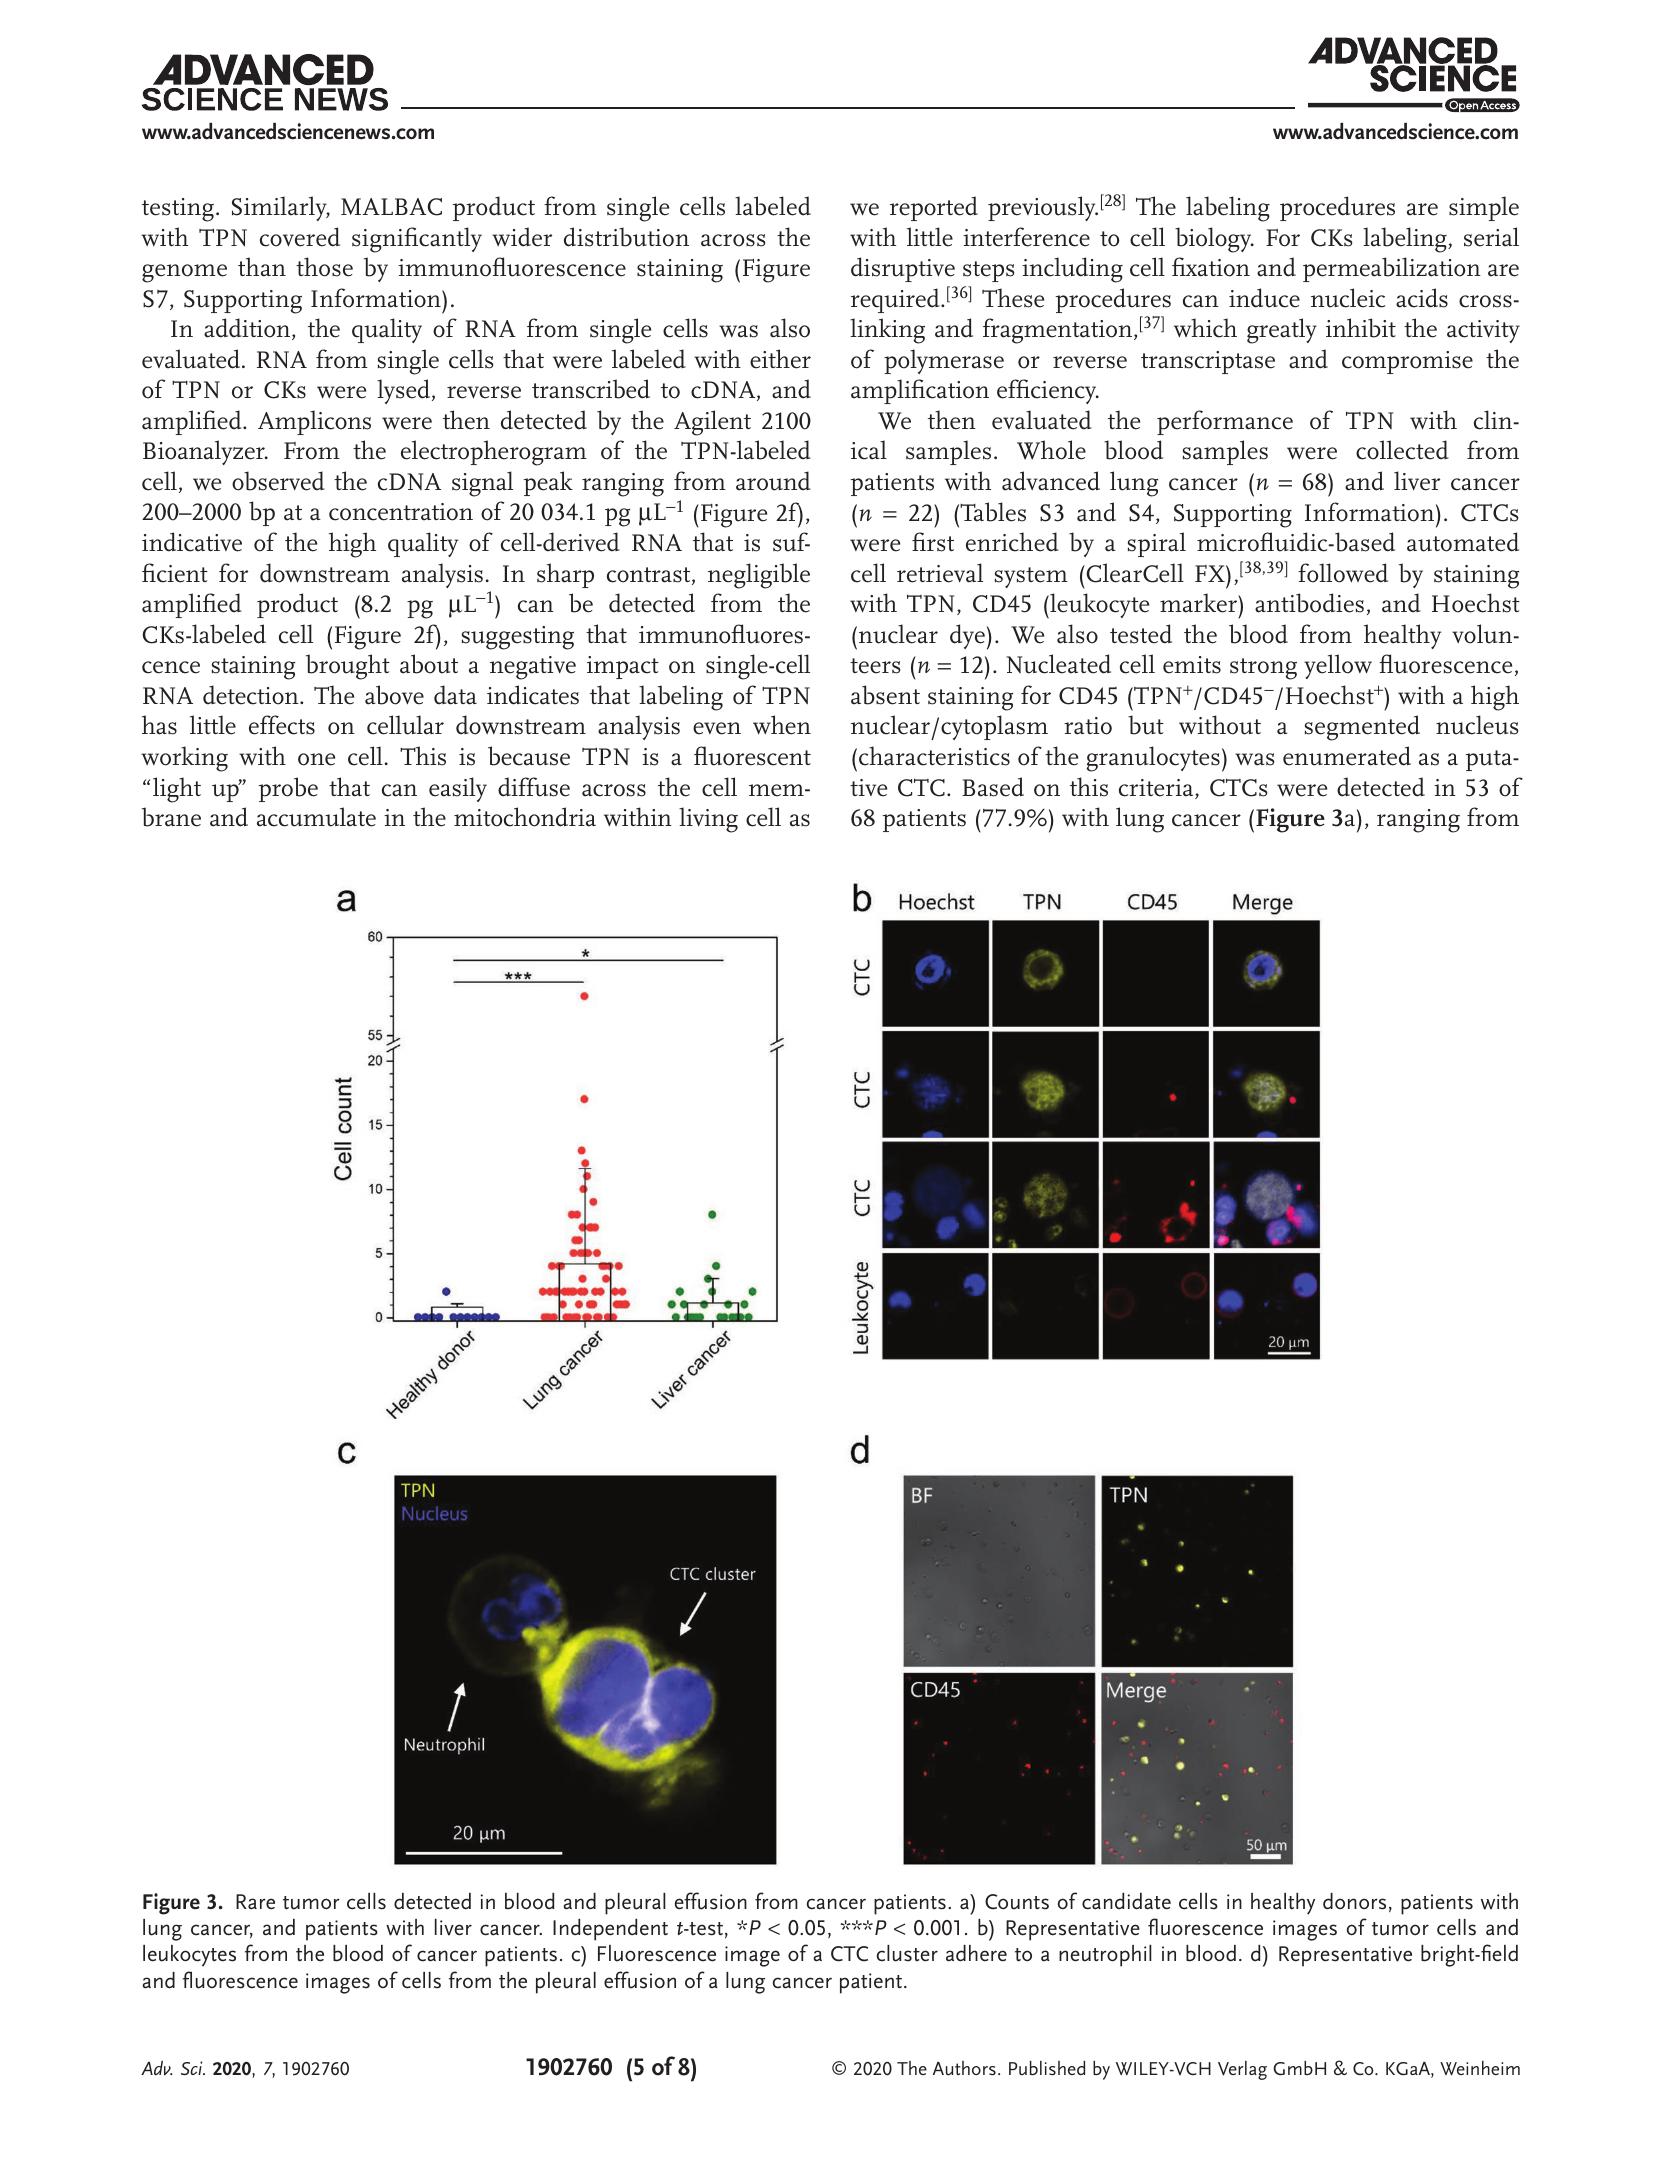 ADVANCED
SCIENCE NEWS
www.advancedsciencenews.com
ADVANCED
SCIENCE
Open Access
www.advancedscience.com
testing. Similarly, MALBAC product from single cells labeled
with TPN covered significantly wider distribution across the
genome than those by immunofluorescence staining (Figure
S7, Supporting Information).
In addition, the quality of RNA from single cells was also
evaluated. RNA from single cells that were labeled with either
of TPN or CKs were lysed, reverse transcribed to cDNA, and
amplified. Amplicons were then detected by the Agilent 2100
Bioanalyzer. From the electropherogram of the TPN-labeled
cell, we observed the cDNA signal peak ranging from around
200–2000 bp at a concentration of 20 034.1 pg µL⁻¹ (Figure 2f),
indicative of the high quality of cell-derived RNA that is suf-
ficient for downstream analysis. In sharp contrast, negligible
amplified product (8.2 pg µL⁻¹) can be detected from the
CKs-labeled cell (Figure 2f), suggesting that immunofluores-
cence staining brought about a negative impact on single-cell
RNA detection. The above data indicates that labeling of TPN
has little effects on cellular downstream analysis even when
working with one cell. This is because TPN is a fluorescent
“light up” probe that can easily diffuse across the cell mem-
brane and accumulate in the mitochondria within living cell as
we reported previously.[28] The labeling procedures are simple
with little interference to cell biology. For CKs labeling, serial
disruptive steps including cell fixation and permeabilization are
required.[36] These procedures can induce nucleic acids cross-
linking and fragmentation,[37] which greatly inhibit the activity
of polymerase or reverse transcriptase and compromise the
amplification efficiency.
We then evaluated the performance of TPN with clin-
ical samples. Whole blood samples were collected from
patients with advanced lung cancer (n = 68) and liver cancer
(n = 22) (Tables S3 and S4, Supporting Information). CTCs
were first enriched by a spiral microfluidic-based automated
cell retrieval system (ClearCell FX),[38,39] followed by staining
with TPN, CD45 (leukocyte marker) antibodies, and Hoechst
(nuclear dye). We also tested the blood from healthy volun-
teers (n = 12). Nucleated cell emits strong yellow fluorescence,
absent staining for CD45 (TPN⁺/CD45⁻/Hoechst⁺) with a high
nuclear/cytoplasm ratio but without a segmented nucleus
(characteristics of the granulocytes) was enumerated as a puta-
tive CTC. Based on this criteria, CTCs were detected in 53 of
68 patients (77.9%) with lung cancer (Figure 3a), ranging from
a
60
55
20
15
10
5
0
Cell count
*
***
Healthy donor
Lung cancer
Liver cancer
b
Hoechst TPN CD45 Merge
CTC
CTC
CTC
Leukocyte
20 µm
c
TPN
Nucleus
CTC cluster
Neutrophil
20 µm
d
BF
TPN
CD45
Merge
50 µm
Figure 3. Rare tumor cells detected in blood and pleural effusion from cancer patients. a) Counts of candidate cells in healthy donors, patients with
lung cancer, and patients with liver cancer. Independent t-test, *P < 0.05, ***P < 0.001. b) Representative fluorescence images of tumor cells and
leukocytes from the blood of cancer patients. c) Fluorescence image of a CTC cluster adhere to a neutrophil in blood. d) Representative bright-field
and fluorescence images of cells from the pleural effusion of a lung cancer patient.
Adv. Sci. 2020, 7, 1902760
1902760 (5 of 8)
© 2020 The Authors. Published by WILEY-VCH Verlag GmbH & Co. KGaA, Weinheim